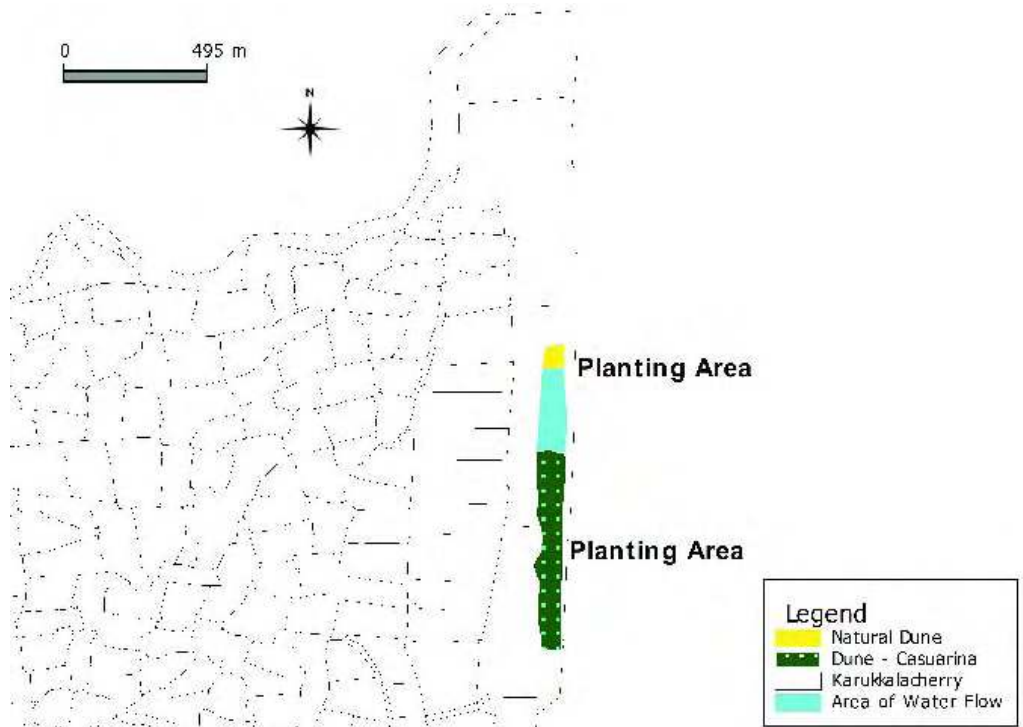 0 495 m
N
Planting Area
Planting Area
Legend
Natural Dune
Dune - Casuarina
Karukkalacherry
Area of Water Flow